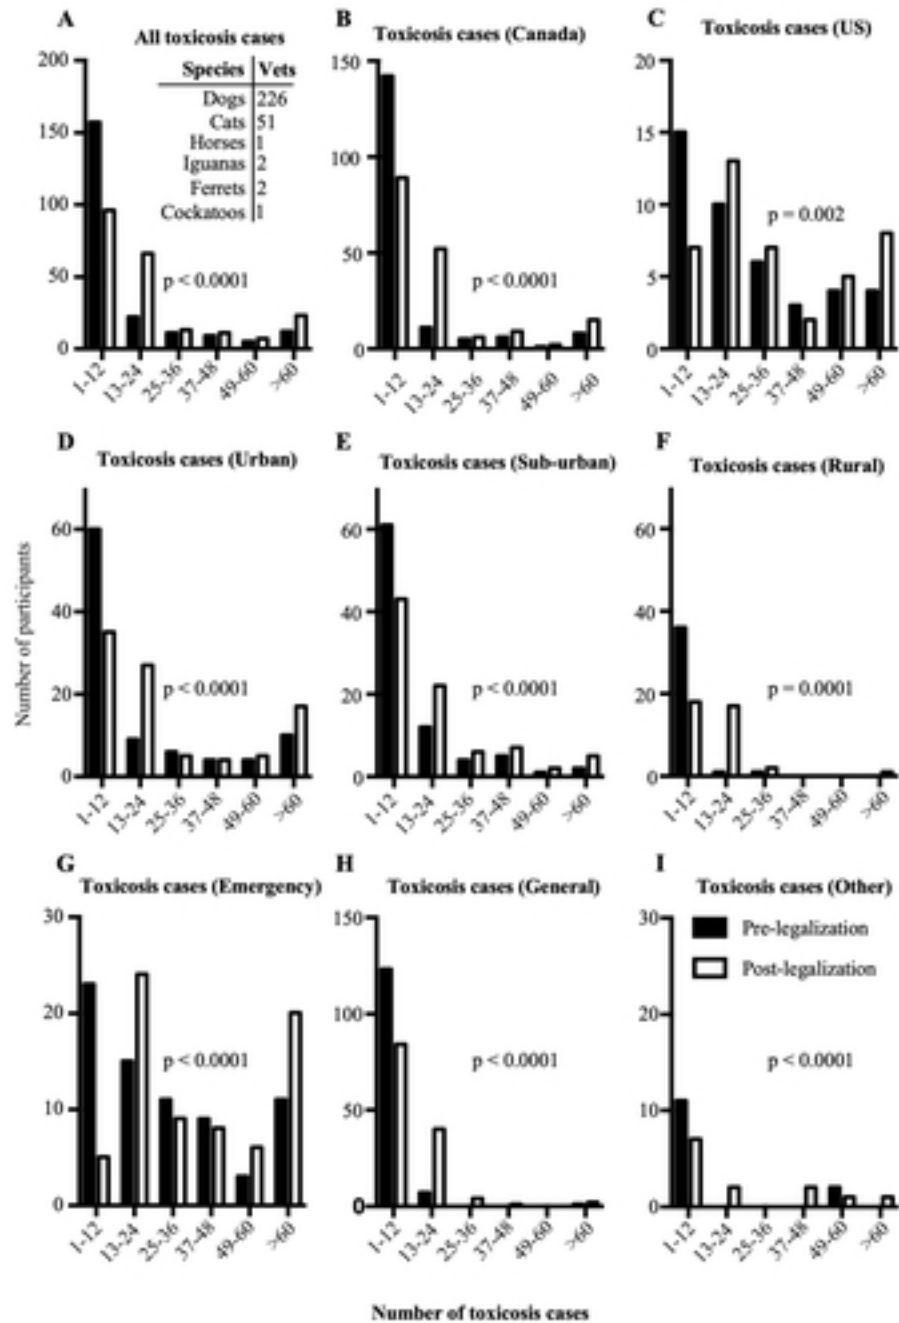 A
All toxicosis cases
Species Vets
Dogs 226
Cats 51
Horses 1
Iguanas 2
Ferrets 2
Cockatoos 1
p < 0.0001
200
150
100
50
0
1-12 13-24 25-36 37-48 49-60 >60
B
Toxicosis cases (Canada)
150
100
50
0
p < 0.0001
1-12 13-24 25-36 37-48 49-60 >60
C
Toxicosis cases (US)
20
15
10
5
0
p = 0.002
1-12 13-24 25-36 37-48 49-60 >60
Number of participants
D
Toxicosis cases (Urban)
60
40
20
0
p < 0.0001
1-12 13-24 25-36 37-48 49-60 >60
E
Toxicosis cases (Sub-urban)
60
40
20
0
p < 0.0001
1-12 13-24 25-36 37-48 49-60 >60
F
Toxicosis cases (Rural)
60
40
20
0
p = 0.0001
1-12 13-24 25-36 37-48 49-60 >60
G
Toxicosis cases (Emergency)
30
20
10
0
p < 0.0001
1-12 13-24 25-36 37-48 49-60 >60
H
Toxicosis cases (General)
150
100
50
0
p < 0.0001
1-12 13-24 25-36 37-48 49-60 >60
I
Toxicosis cases (Other)
Pre-legalization
Post-legalization
30
20
10
0
p < 0.0001
1-12 13-24 25-36 37-48 49-60 >60
Number of toxicosis cases